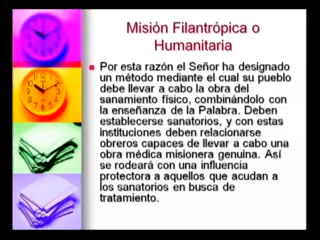 Misión Filantrópica o
Humanitaria
Por esta razón el Señor ha designado
un método mediante el cual su pueblo
debe llevar a cabo la obra del
sanamiento físico, combinándolo con
la enseñanza de la Palabra. Deben
establecerse sanatorios, y con estas
instituciones deben relacionarse
obreros capaces de llevar a cabo una
obra médica misionera genuina. Así
se rodeará con una influencia
protectora a aquellos que acudan a
los sanatorios en busca de
tratamiento.